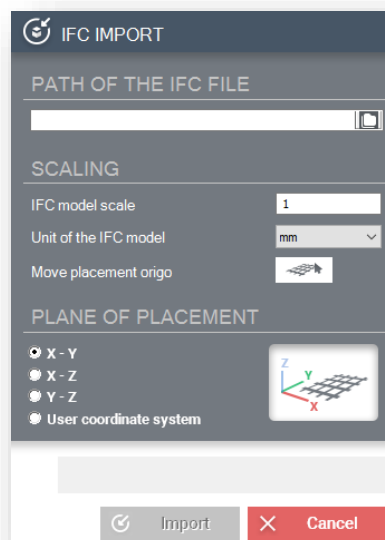 IFC IMPORT
PATH OF THE IFC FILE
SCALING
IFC model scale 1
Unit of the IFC model mm
Move placement origo
PLANE OF PLACEMENT
X - Y
X - Z
Y - Z
User coordinate system
Z
Y
X
Import Cancel